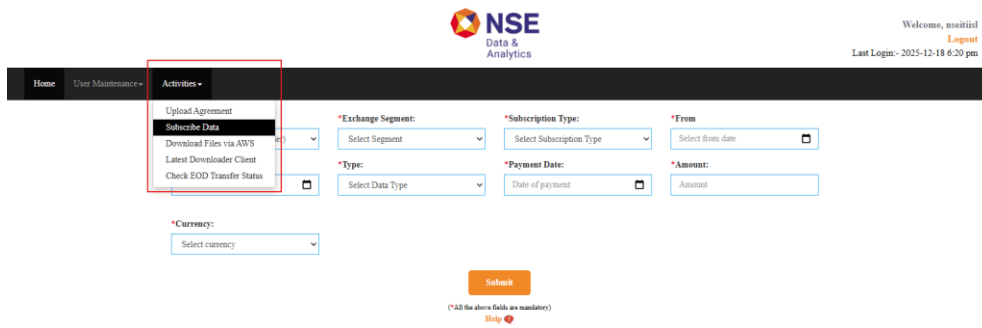 NSE
Data &
Analytics
Welcome, nseitiisl
Logout
Last Login:- 2025-12-18 6:20 pm
Home User Maintenance Activities
Upload Agreement
Subscribe Data
Download Files via AWS
Latest Downloader Client
Check EOD Transfer Status
*Exchange Segment: *Subscription Type: *From
Select Segment Select Subscription Type Select from date
*Type: *Payment Date: *Amount:
Select Data Type Date of payment Amount
*Currency:
Select currency
Submit
(*All the above fields are mandatory)
Help